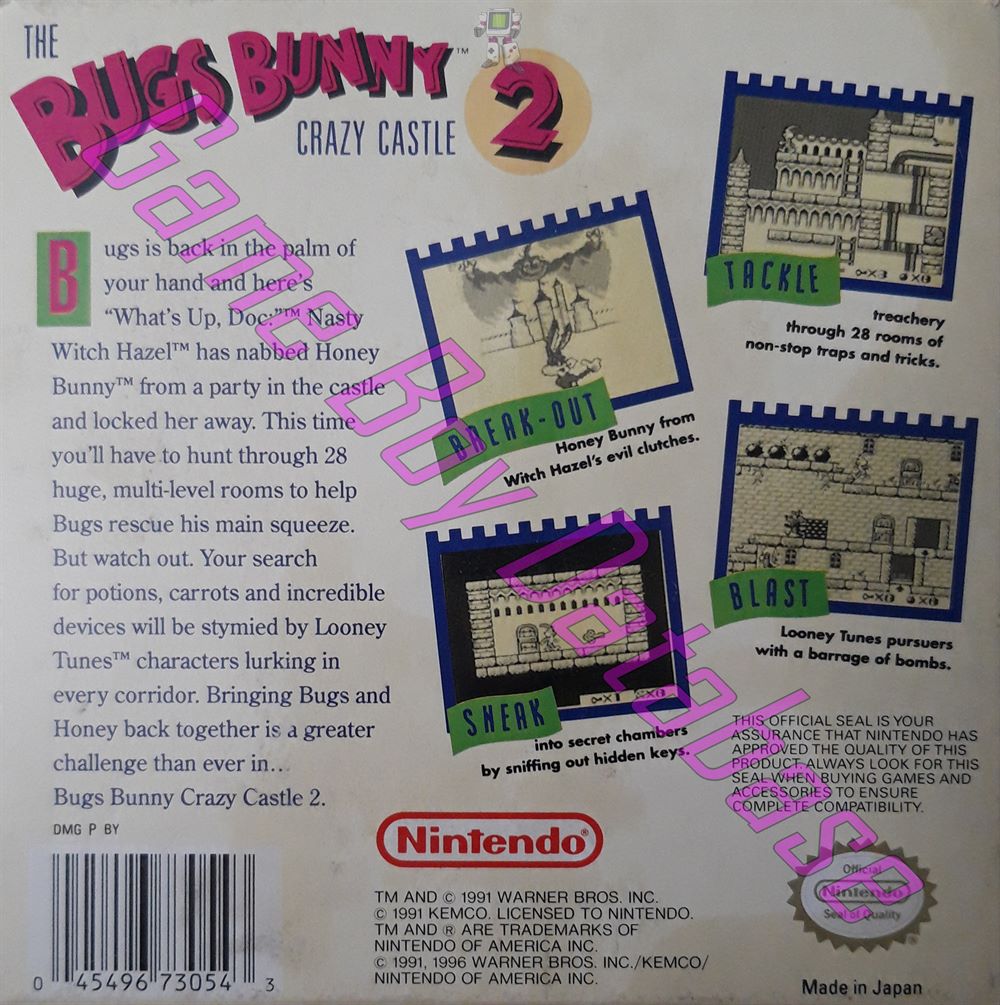 THE
BUGS BUNNY™
CRAZY CASTLE 2
Bugs is back in the palm of
your hand and here's
"What's Up, Doc:"™ Nasty
Witch Hazel™ has nabbed Honey
Bunny™ from a party in the castle
and locked her away. This time
you'll have to hunt through 28
huge, multi-level rooms to help
Bugs rescue his main squeeze.
But watch out. Your search
for potions, carrots and incredible
devices will be stymied by Looney
Tunes™ characters lurking in
every corridor. Bringing Bugs and
Honey back together is a greater
challenge than ever in...
Bugs Bunny Crazy Castle 2.
DMG P BY
0 45496 73054 3
TACKLE
treachery
through 28 rooms of
non-stop traps and tricks.
BREAK-OUT
Honey Bunny from
Witch Hazel's evil clutches.
BLAST
Looney Tunes pursuers
with a barrage of bombs.
SNEAK
into secret chambers
by sniffing out hidden keys.
THIS OFFICIAL SEAL IS YOUR
ASSURANCE THAT NINTENDO HAS
APPROVED THE QUALITY OF THIS
PRODUCT. ALWAYS LOOK FOR THIS
SEAL WHEN BUYING GAMES AND
ACCESSORIES TO ENSURE
COMPLETE COMPATIBILITY.
Nintendo®
TM AND © 1991 WARNER BROS. INC.
© 1991 KEMCO. LICENSED TO NINTENDO.
TM AND ® ARE TRADEMARKS OF
NINTENDO OF AMERICA INC.
© 1991, 1996 WARNER BROS. INC./KEMCO/
NINTENDO OF AMERICA INC.
Official
Nintendo
Seal of Quality
®
Made in Japan
Game Boy Database